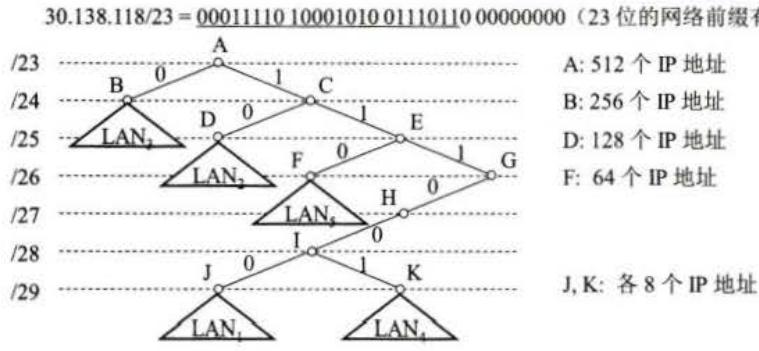 30.138.118/23 = 00011110 10001010 01110110 00000000（23 位的网络前缀有
A
/23
0
1
A: 512 个 IP 地址
B
C
/24
B: 256 个 IP 地址
LAN₃
0
1
D
E
/25
D: 128 个 IP 地址
LAN₂
0
1
F
G
/26
F: 64 个 IP 地址
LAN₅
0
H
/27
0
I
/28
0
1
J
K
/29
J, K: 各 8 个 IP 地址
LAN₁
LAN₄